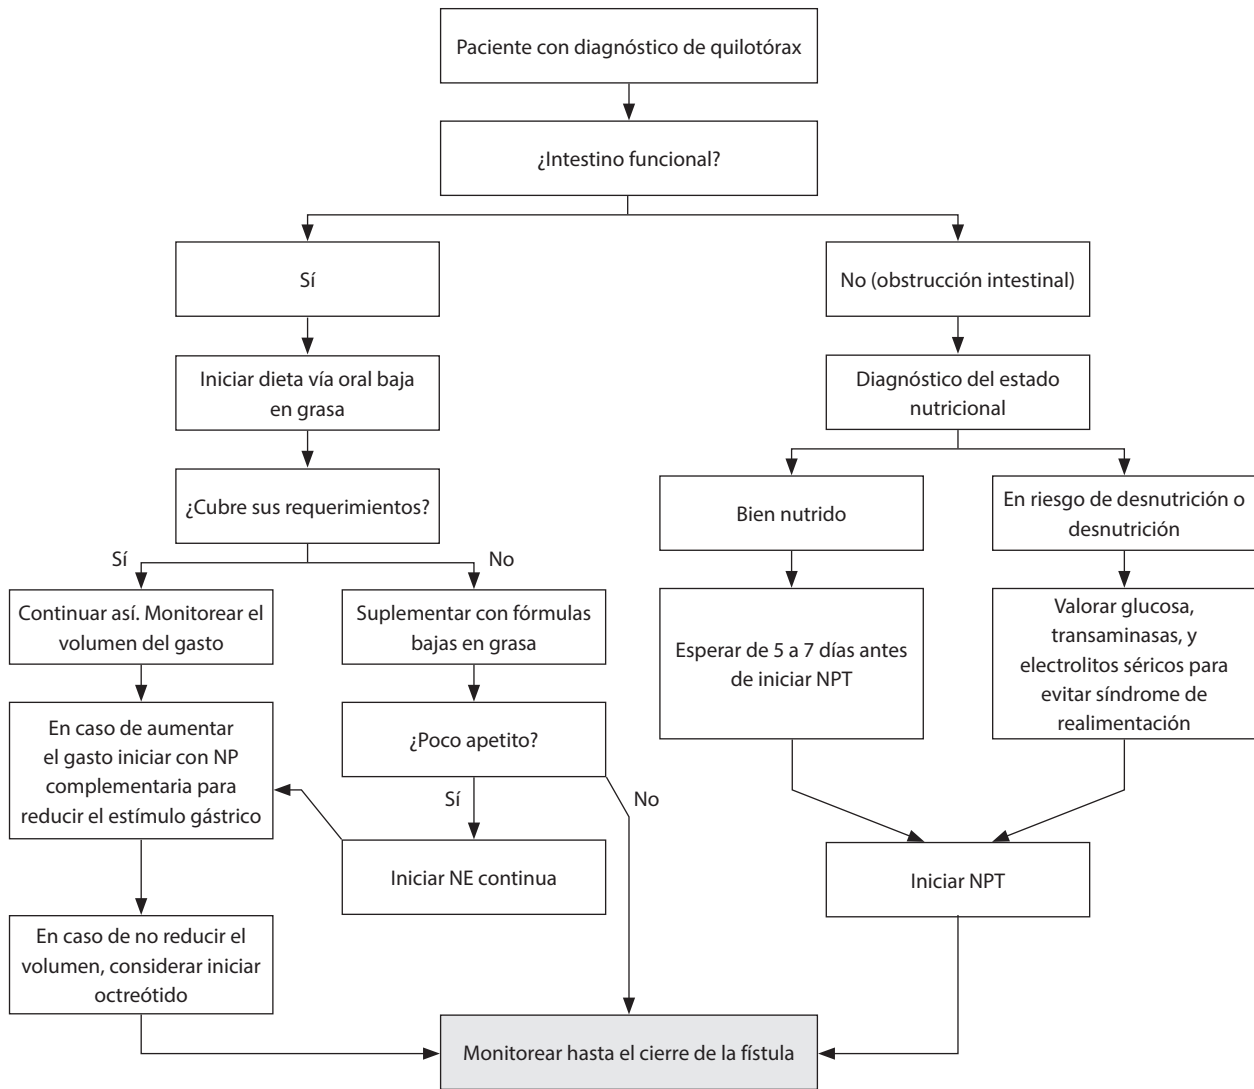 Paciente con diagnóstico de quilotórax
¿Intestino funcional?
Sí
No (obstrucción intestinal)
Iniciar dieta vía oral baja
en grasa
Diagnóstico del estado
nutricional
¿Cubre sus requerimientos?
Bien nutrido
En riesgo de desnutrición o
desnutrición
Sí
No
Continuar así. Monitorear el
volumen del gasto
Suplementar con fórmulas
bajas en grasa
Esperar de 5 a 7 días antes
de iniciar NPT
Valorar glucosa,
transaminasas, y
electrolitos séricos para
evitar síndrome de
realimentación
En caso de aumentar
el gasto iniciar con NP
complementaria para
reducir el estímulo gástrico
¿Poco apetito?
Sí
No
Iniciar NE continua
Iniciar NPT
En caso de no reducir el
volumen, considerar iniciar
octreótido
Monitorear hasta el cierre de la fístula